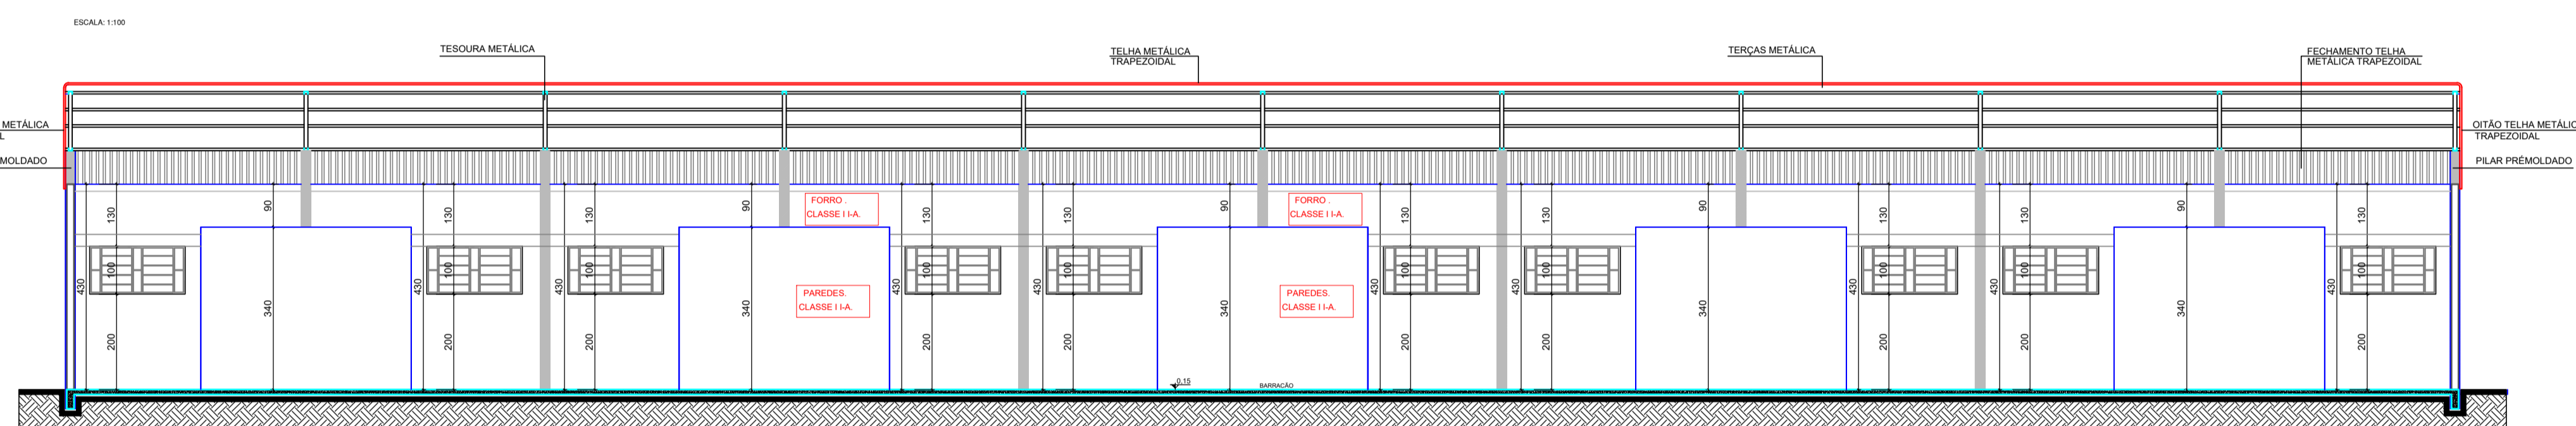 ESCALA: 1:100
TESOURA METÁLICA
TELHA METÁLICA
TRAPEZOIDAL
TERÇAS METÁLICA
FECHAMENTO TELHA
METÁLICA TRAPEZOIDAL
METÁLICA
L
MOLDADO
OITÃO TELHA METÁLIC
TRAPEZOIDAL
PILAR PRÉMOLDADO
FORRO .
CLASSE I I-A.
FORRO .
CLASSE I I-A.
130
90
130
130
90
130
130
90
130
130
90
130
130
90
130
100
100
100
100
100
100
100
100
100
100
430
430
430
430
430
430
430
430
430
430
PAREDES.
CLASSE I I-A.
PAREDES.
CLASSE I I-A.
340
340
340
340
340
200
200
200
200
200
200
200
200
200
200
0.15
BARRACÃO